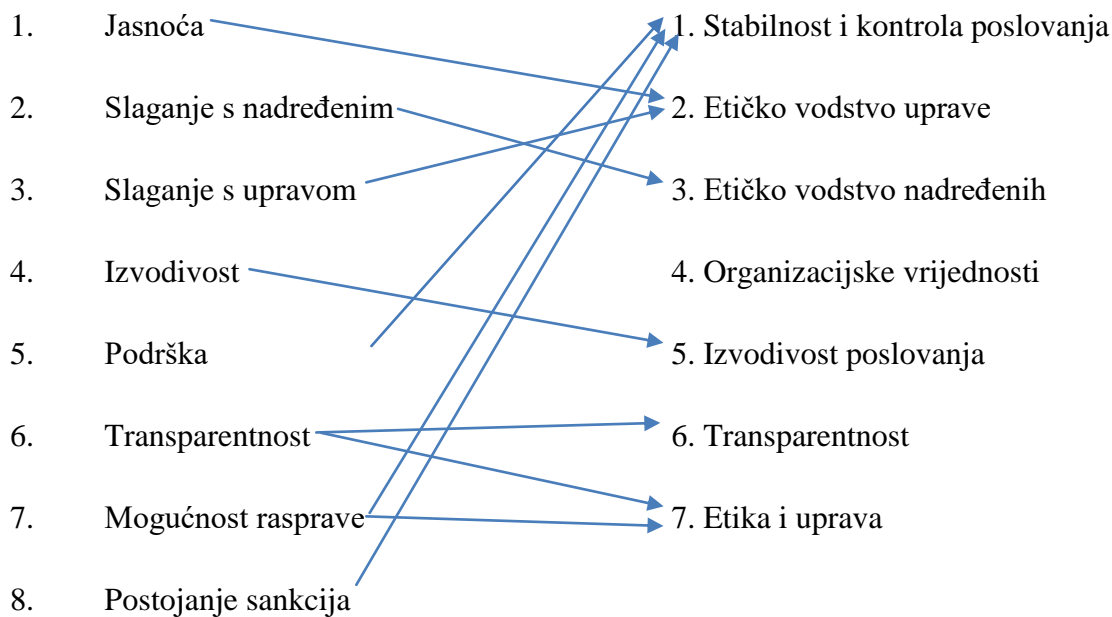 1. Jasnoća 1. Stabilnost i kontrola poslovanja
2. Slaganje s nadređenim 2. Etičko vodstvo uprave
3. Slaganje s upravom 3. Etičko vodstvo nadređenih
4. Izvodivost 4. Organizacijske vrijednosti
5. Podrška 5. Izvodivost poslovanja
6. Transparentnost 6. Transparentnost
7. Mogućnost rasprave 7. Etika i uprava
8. Postojanje sankcija